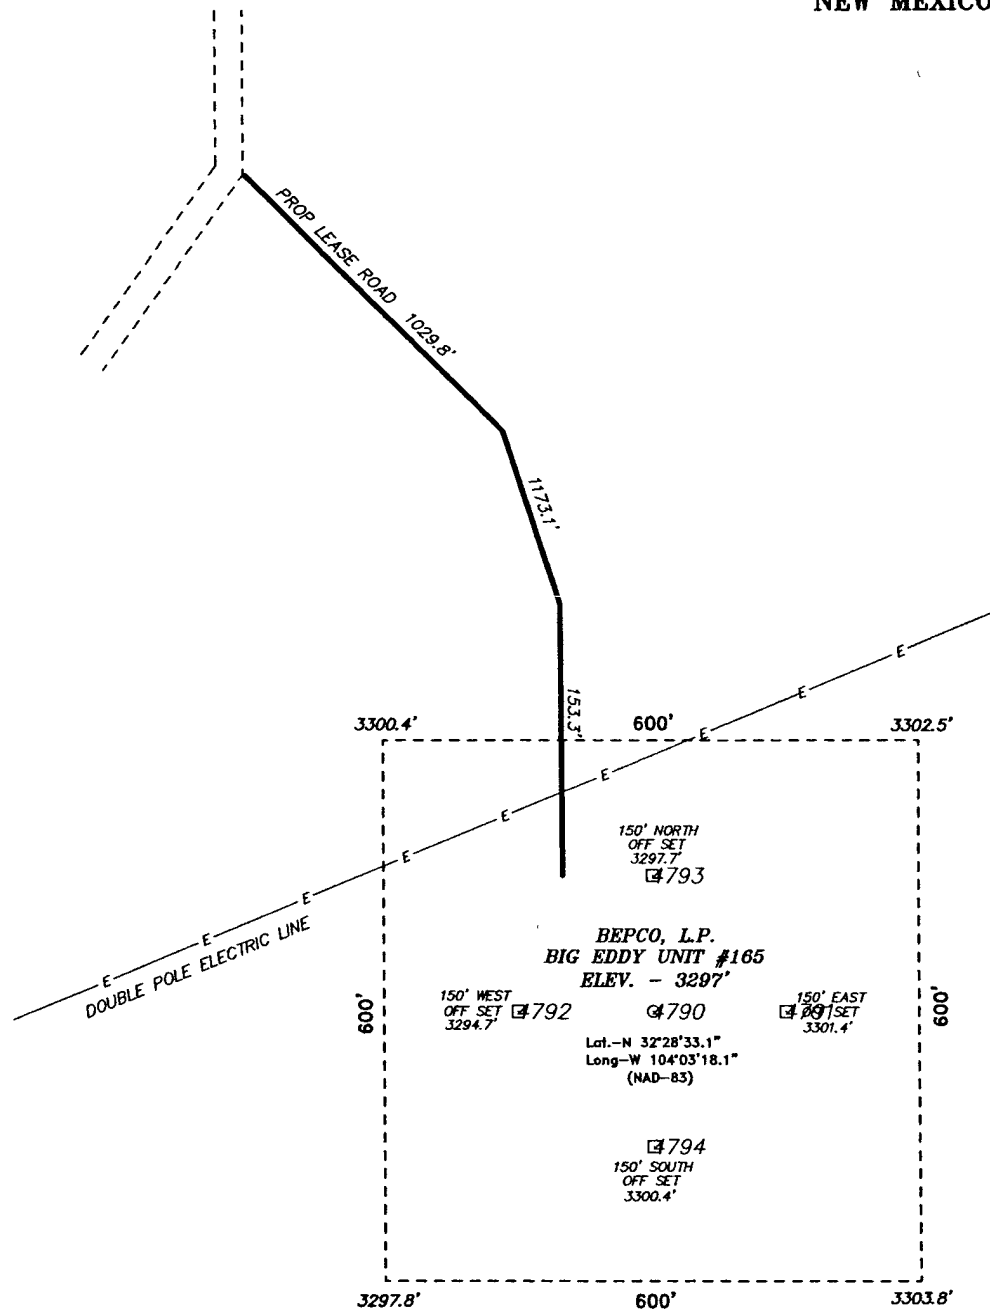 NEW MEXICO
PROP LEASE ROAD 1029.8'
1173.1'
153.3'
E
E
E
E
E
E
E
E
E
DOUBLE POLE ELECTRIC LINE
3300.4' 600' 3302.5'
150' NORTH
OFF SET
3297.7'
4793
BEPCO, L.P.
BIG EDDY UNIT #165
ELEV. - 3297'
600'
150' WEST
OFF SET
3294.7'
4792
4790
150' EAST
OFF SET
3301.4'
4791
600'
Lat.-N 32°28'33.1"
Long-W 104°03'18.1"
(NAD-83)
4794
150' SOUTH
OFF SET
3300.4'
3297.8' 600' 3303.8'